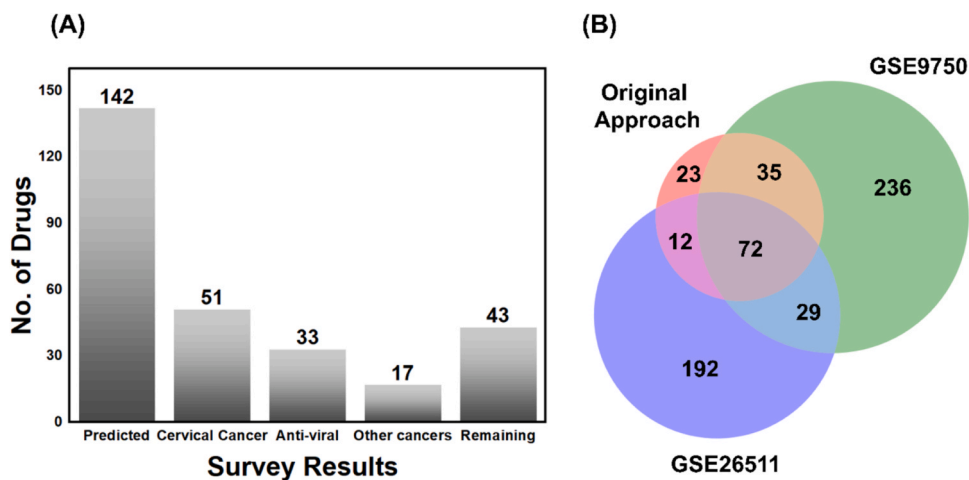 (A)
No. of Drugs
150
120
90
60
30
0
142
51
33
17
43
Predicted Cervical Cancer Anti-viral Other cancers Remaining
Survey Results
(B)
GSE9750
Original
Approach
23
35
236
12
72
29
192
GSE26511